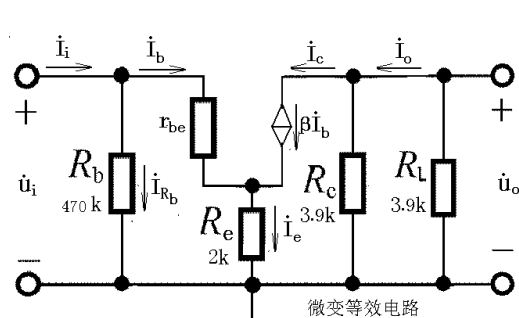 İi
İb
İc
İo
+
rbe
βİb
+
Rb
470 k
İRb
Rc
3.9k
RL
3.9k
u̇i
u̇o
Re
2k
İe
—
—
微变等效电路